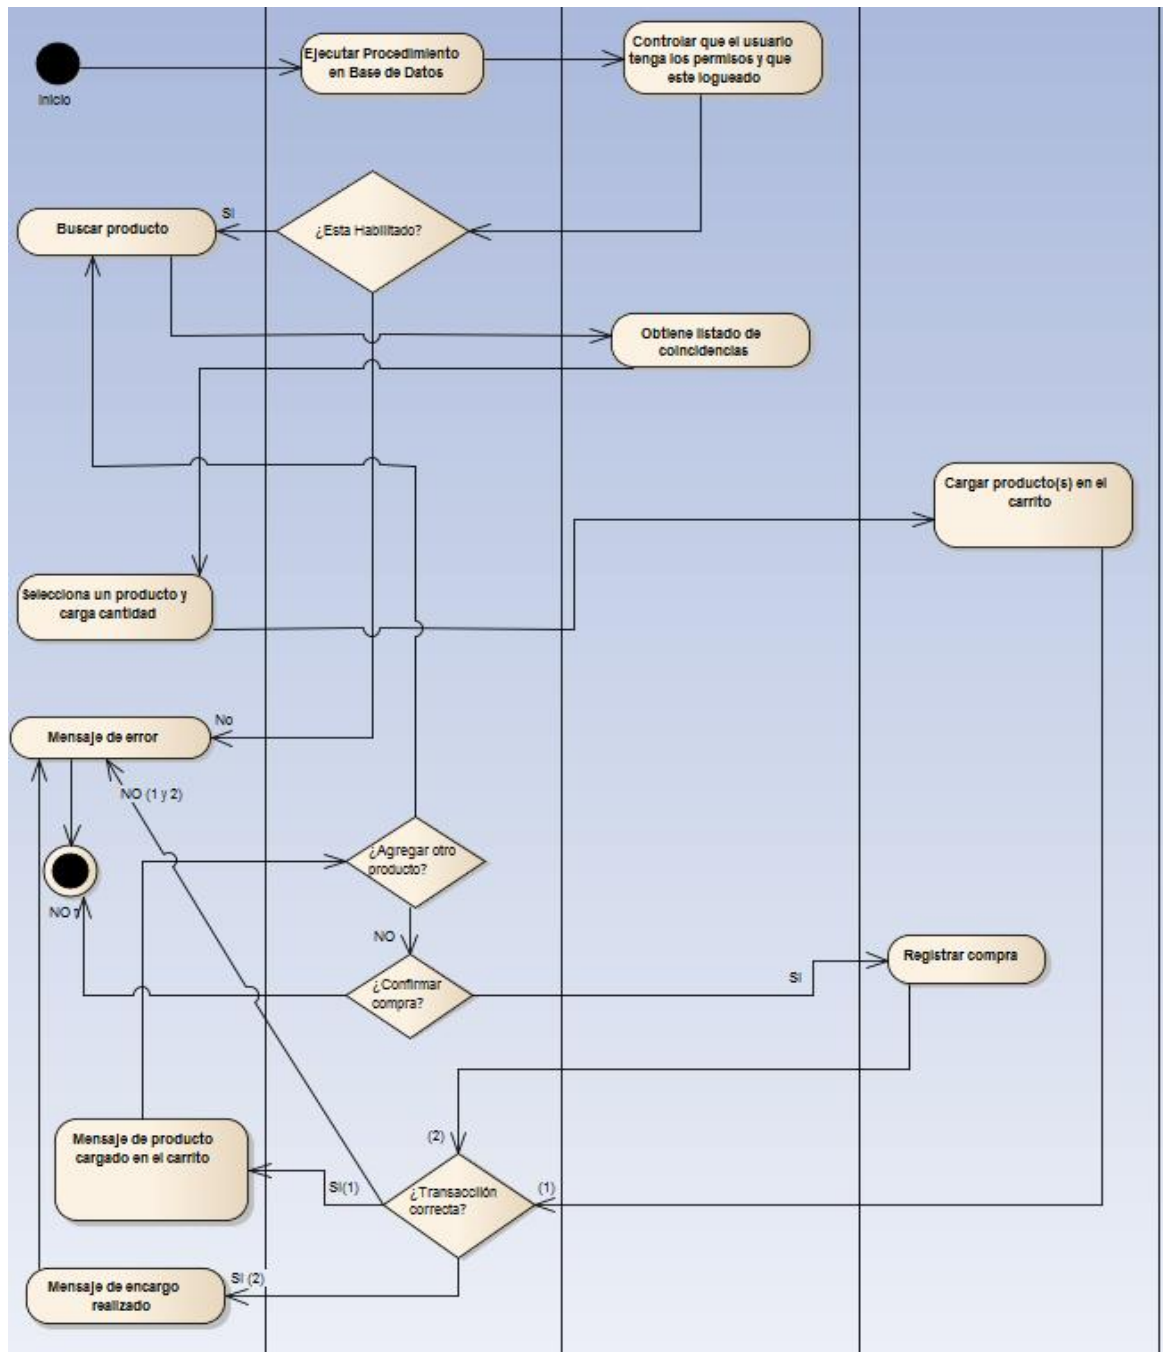 Inicio
Ejecutar Procedimiento
en Base de Datos
Controlar que el usuario
tenga los permisos y que
este logueado
Buscar producto
SI
¿Esta Habilitado?
Obtiene listado de
coincidencias
Cargar producto(s) en el
carrito
Selecciona un producto y
carga cantidad
Mensaje de error
No
NO (1 y 2)
¿Agregar otro
producto?
NO
NO
¿Confirmar
compra?
SI
Registrar compra
(2)
Mensaje de producto
cargado en el carrito
SI(1)
¿Transacción
correcta?
(1)
Mensaje de encargo
realizado
SI (2)